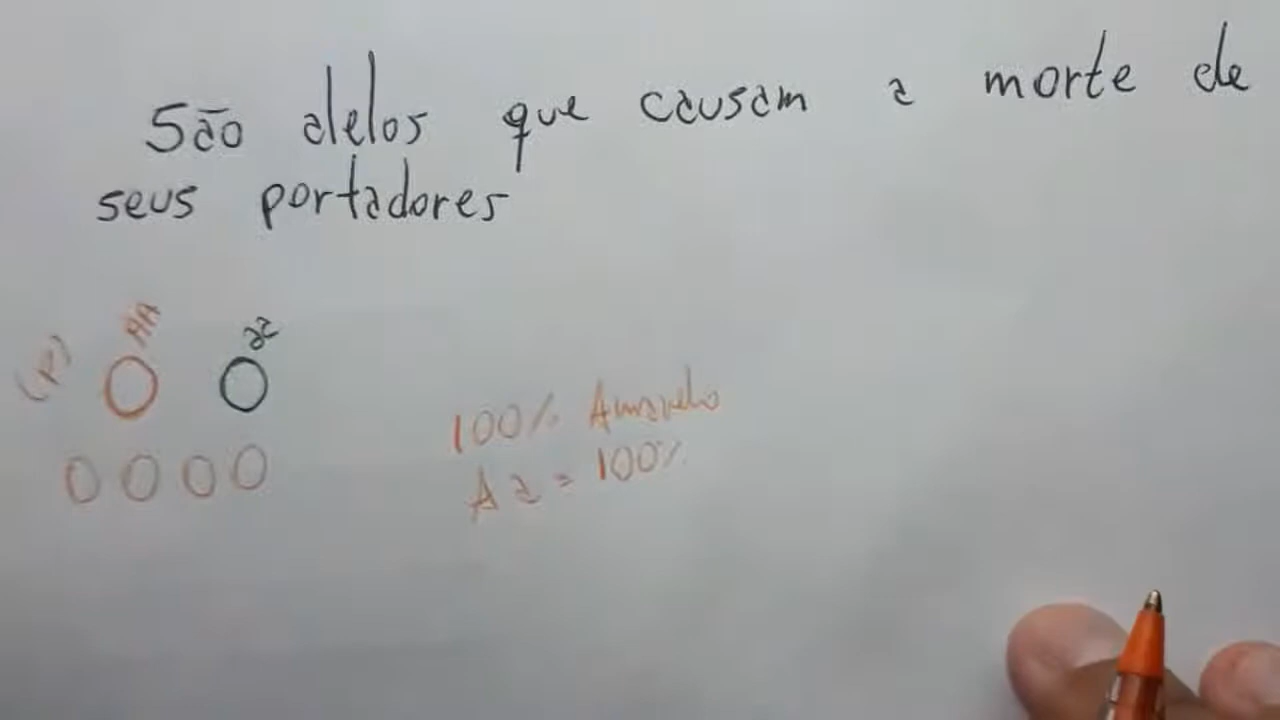 São alelos que causam a morte de
seus portadores
(P) AA aa
100% Amarelo
Aa = 100%